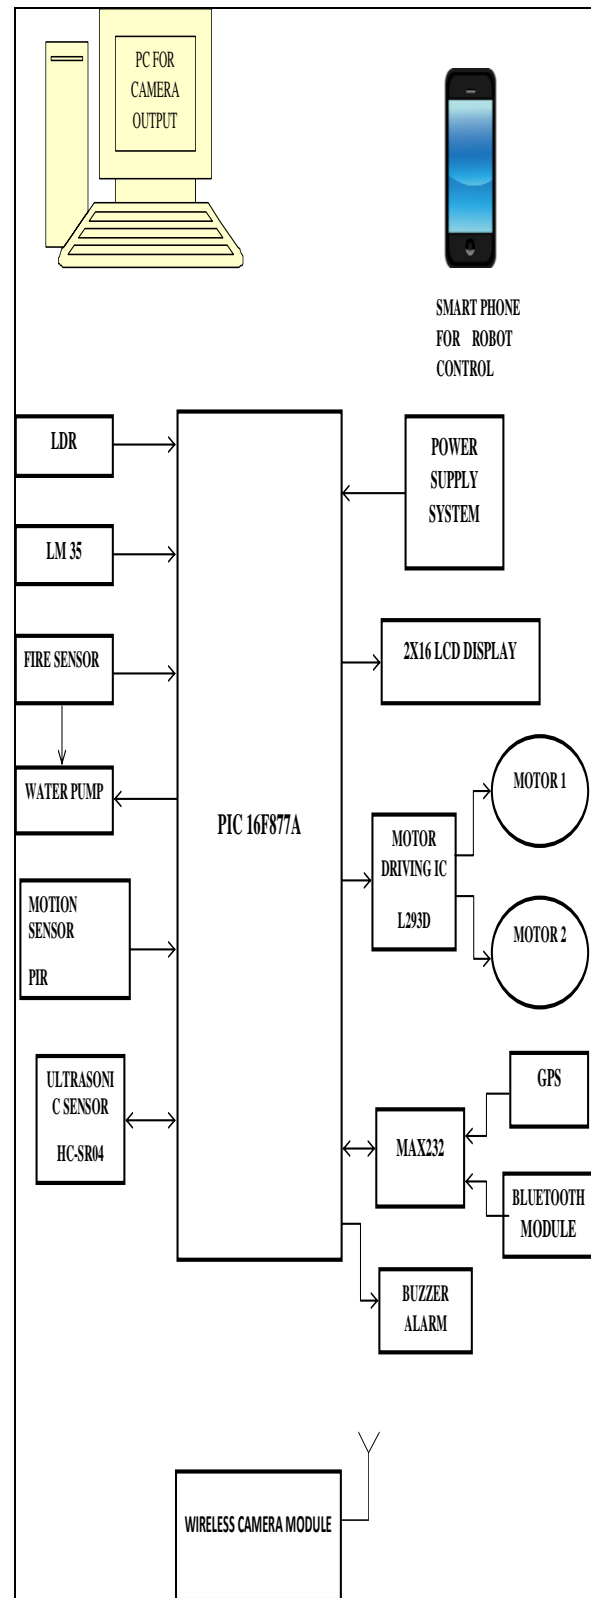 PC FOR
CAMERA
OUTPUT
SMART PHONE
FOR ROBOT
CONTROL
LDR
POWER
SUPPLY
SYSTEM
LM 35
FIRE SENSOR
2X16 LCD DISPLAY
WATER PUMP
PIC 16F877A
MOTOR
DRIVING IC
L293D
MOTOR 1
MOTOR 2
MOTION
SENSOR
PIR
ULTRASONI
C SENSOR
HC-SR04
MAX232
GPS
BLUETOOTH
MODULE
BUZZER
ALARM
WIRELESS CAMERA MODULE